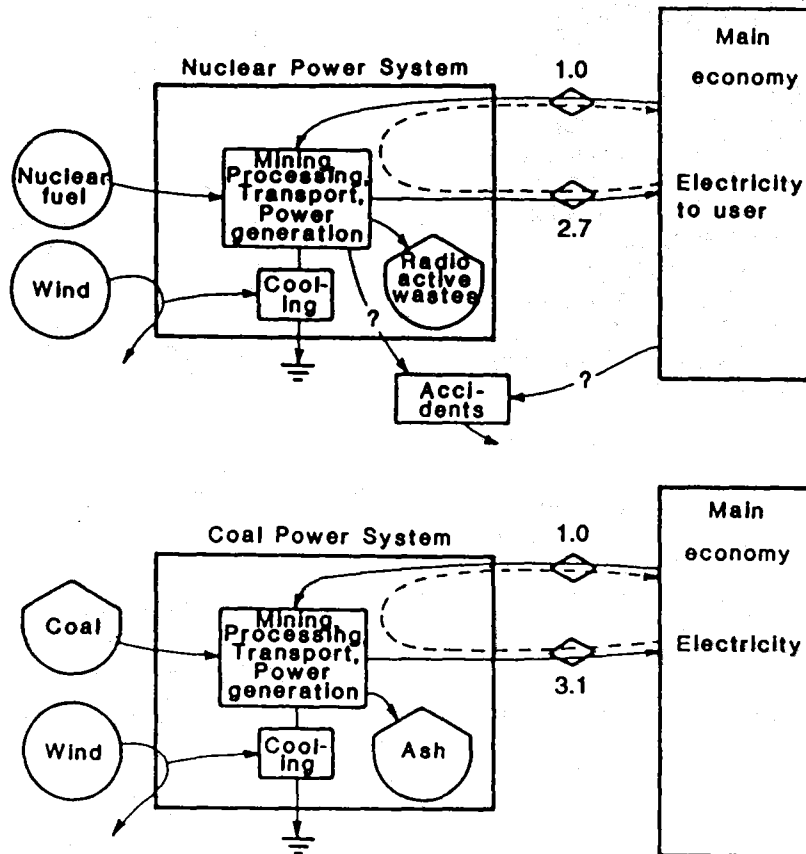 Main
economy
Nuclear Power System
1.0
Nuclear
fuel
Mining
Processing,
Transport,
Power
generation
Electricity
to user
2.7
Wind
Cool-
ing
Radio
active
wastes
?
?
Acci-
dents
Main
economy
Coal Power System
1.0
Coal
Mining,
Processing,
Transport,
Power
generation
Electricity
3.1
Wind
Cool-
ing
Ash